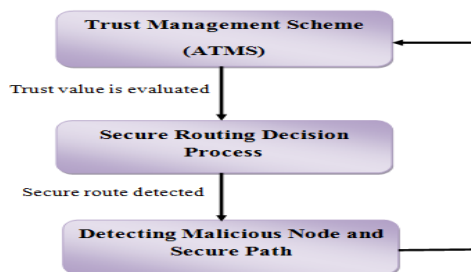 Trust Management Scheme
(ATMS)
Trust value is evaluated
Secure Routing Decision
Process
Secure route detected
Detecting Malicious Node and
Secure Path